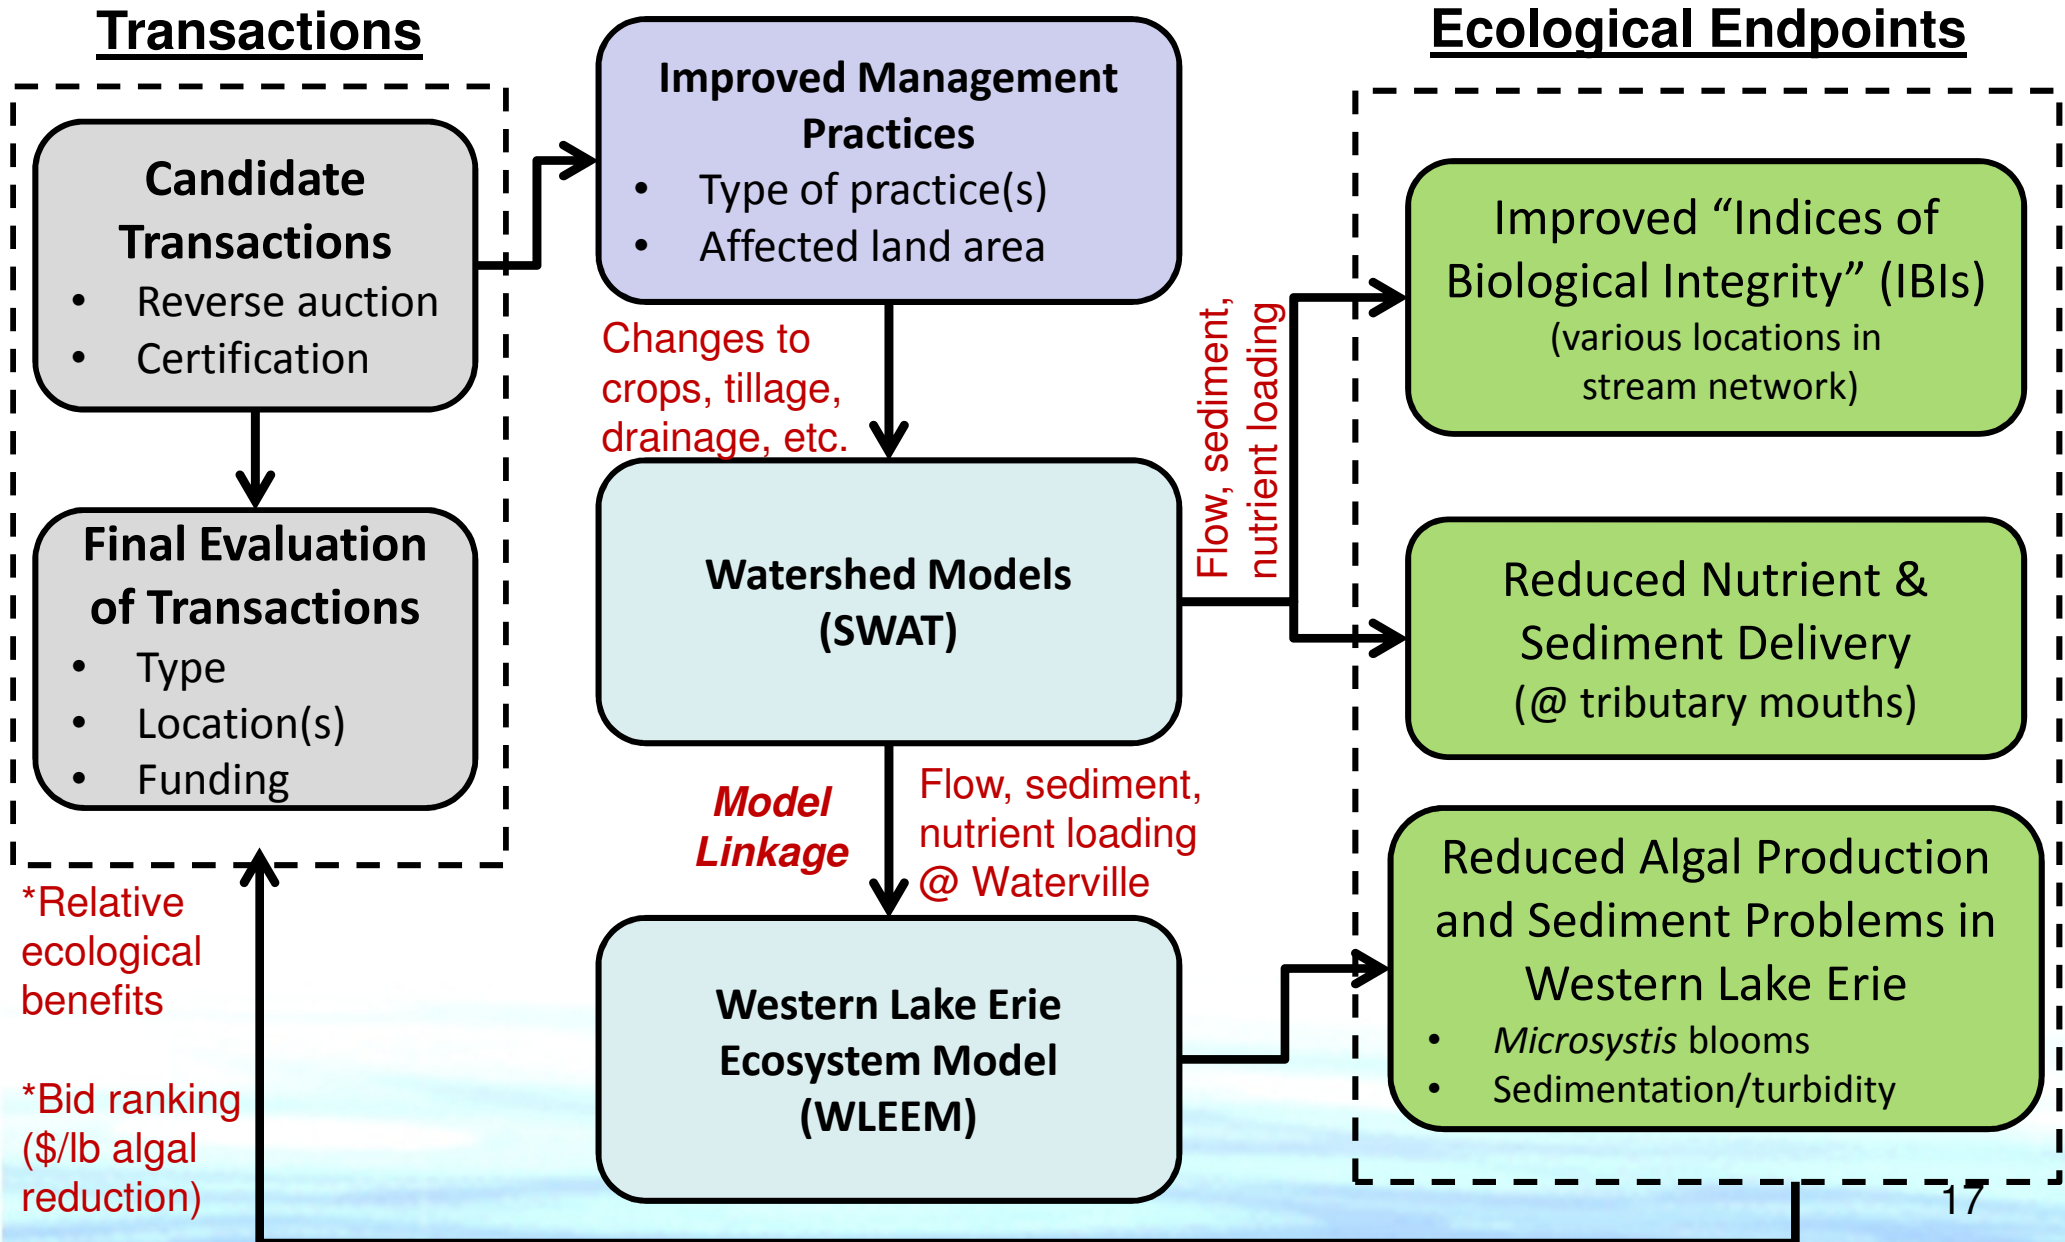 Transactions
Candidate
Transactions
• Reverse auction
• Certification
Final Evaluation
of Transactions
• Type
• Location(s)
• Funding
*Relative
ecological
benefits
*Bid ranking
($/lb algal
reduction)
Improved Management
Practices
• Type of practice(s)
• Affected land area
Changes to
crops, tillage,
drainage, etc.
Watershed Models
(SWAT)
Model
Linkage
Flow, sediment,
nutrient loading
@ Waterville
Western Lake Erie
Ecosystem Model
(WLEEM)
Flow, sediment,
nutrient loading
Ecological Endpoints
Improved “Indices of
Biological Integrity” (IBIs)
(various locations in
stream network)
Reduced Nutrient &
Sediment Delivery
(@ tributary mouths)
Reduced Algal Production
and Sediment Problems in
Western Lake Erie
• Microsystis blooms
• Sedimentation/turbidity
17